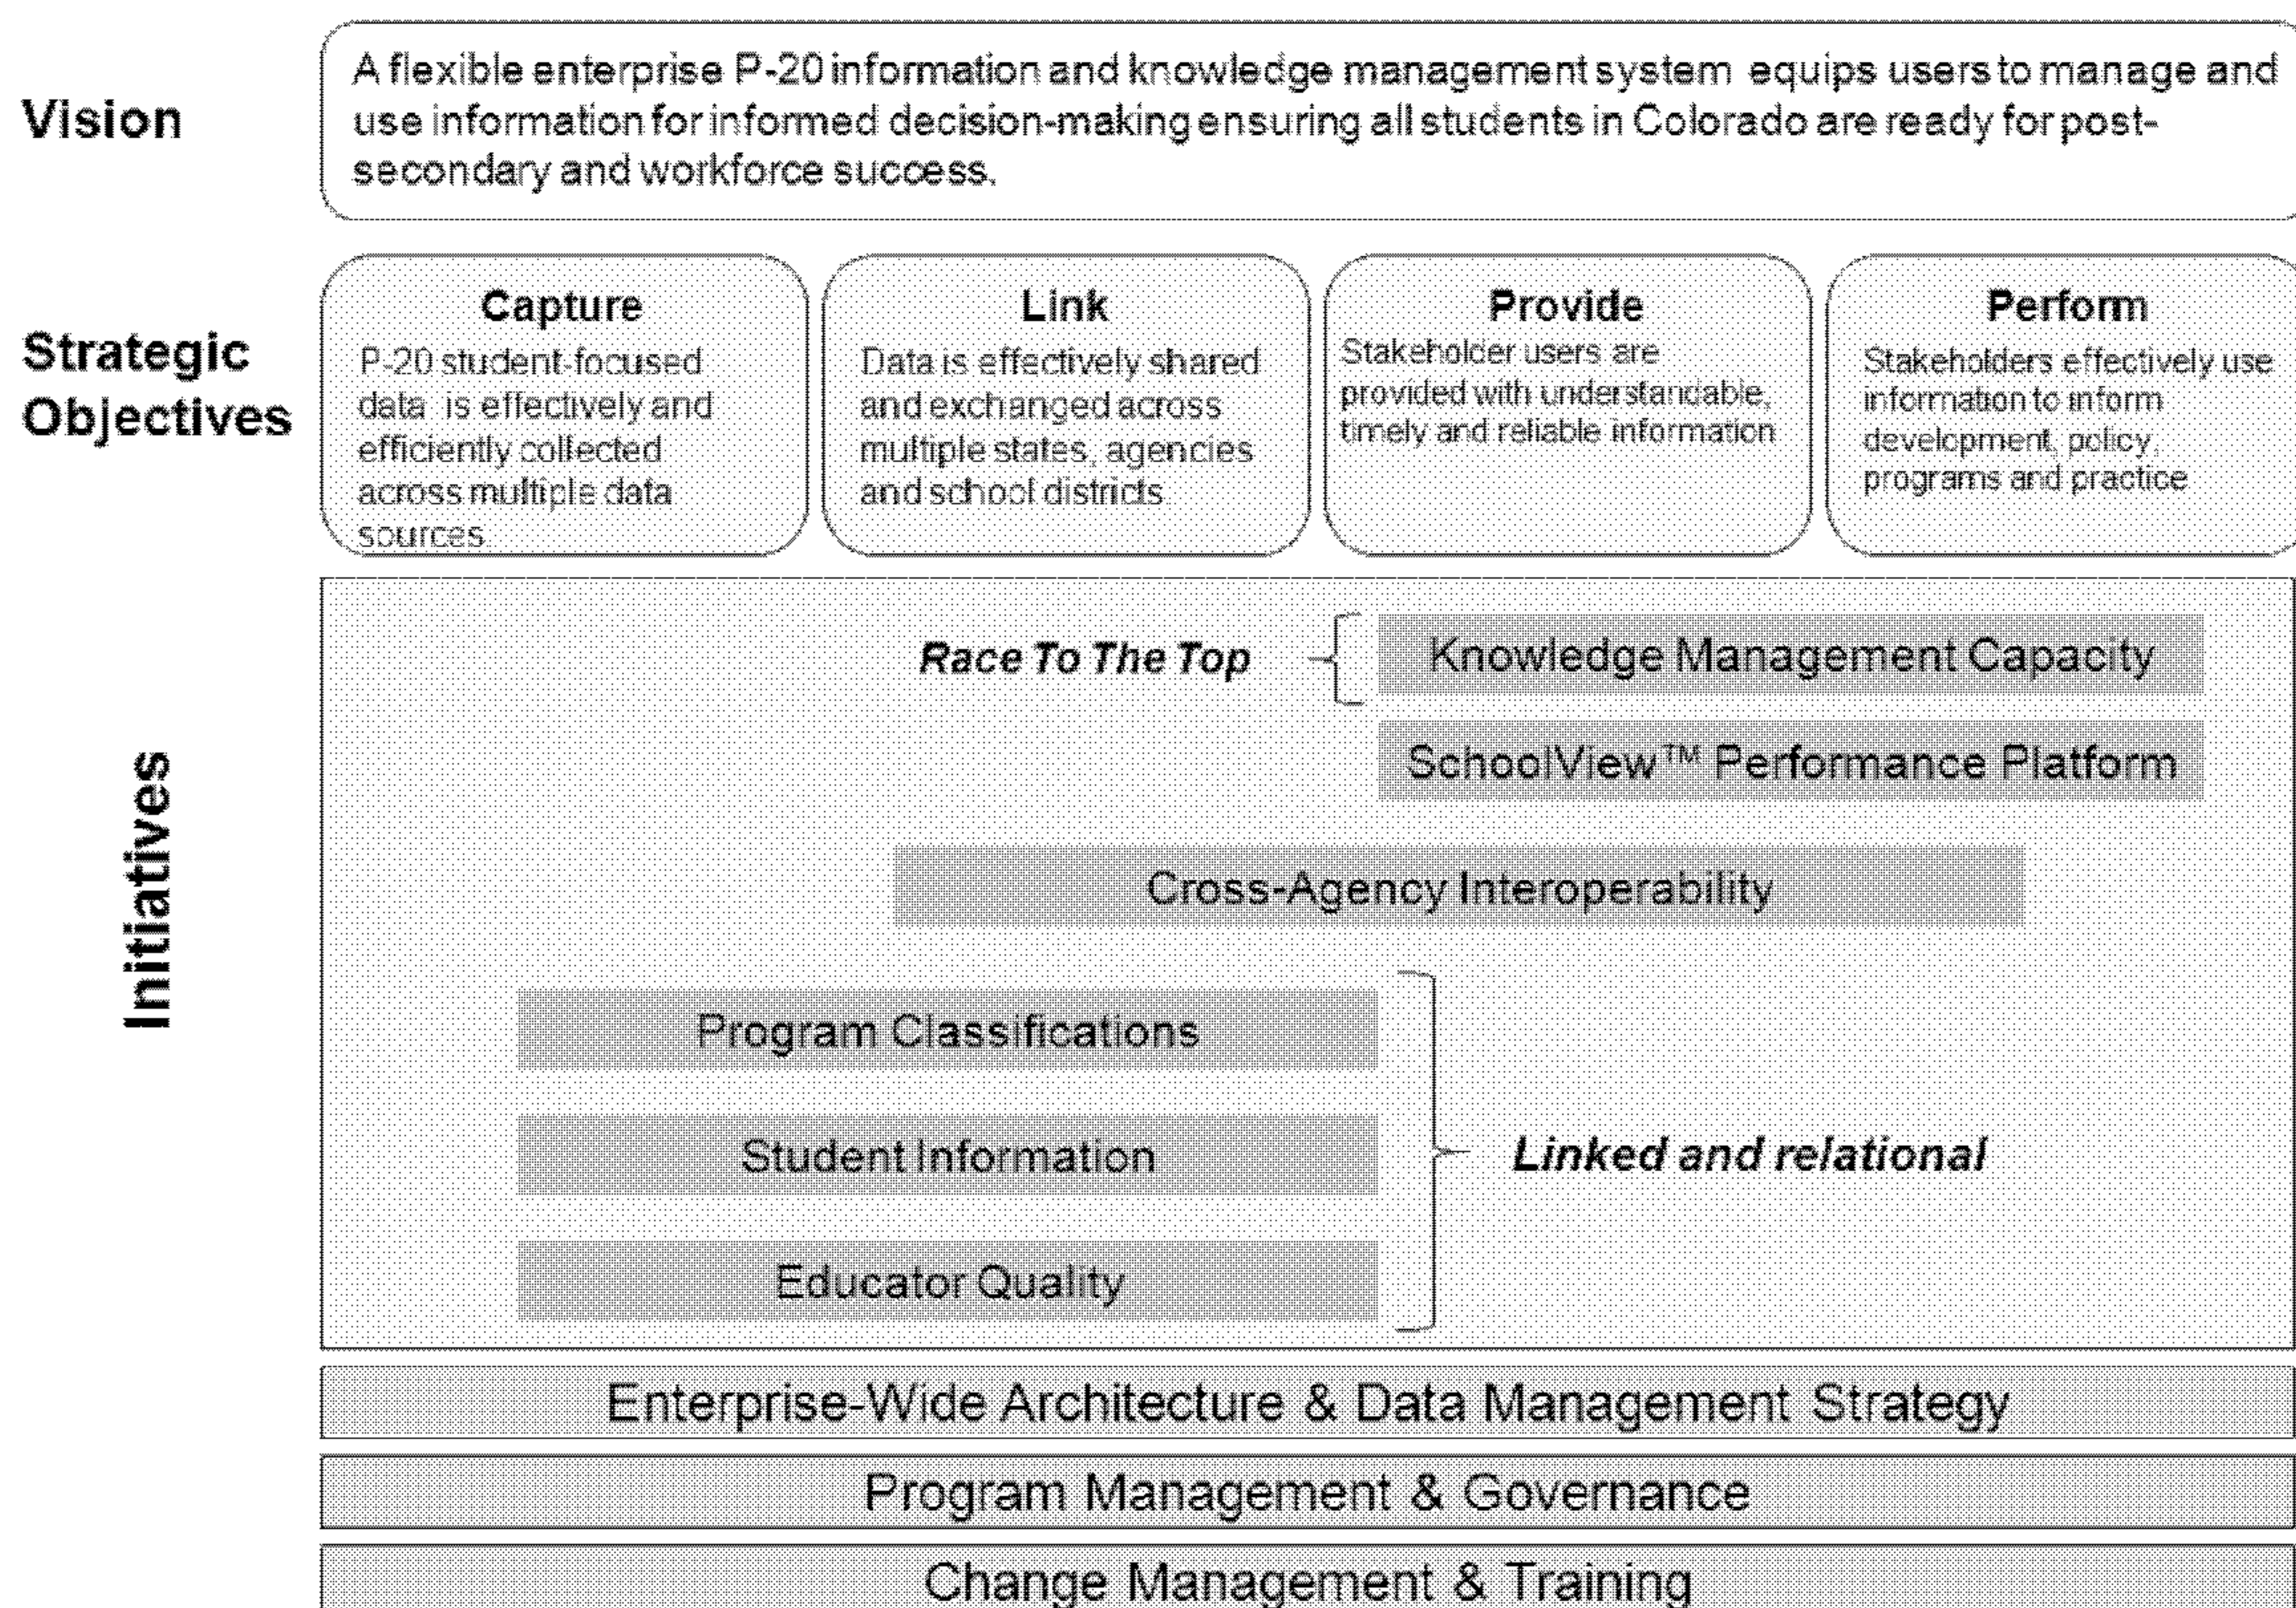 Vision
A flexible enterprise P-20 information and knowledge management system equips users to manage and
use information for informed decision-making ensuring all students in Colorado are ready for post-
secondary and workforce success.
Strategic
Objectives
Capture
P-20 student-focused
data is effectively and
efficiently collected
across multiple data
sources.
Link
Data is effectively shared
and exchanged across
multiple states, agencies
and school districts.
Provide
Stakeholder users are
provided with understandable,
timely and reliable information
Perform
Stakeholders effectively use
information to inform
development, policy,
programs and practice
Initiatives
Race To The Top
Knowledge Management Capacity
SchoolView™ Performance Platform
Cross-Agency Interoperability
Program Classifications
Student Information
Educator Quality
Linked and relational
Enterprise-Wide Architecture & Data Management Strategy
Program Management & Governance
Change Management & Training